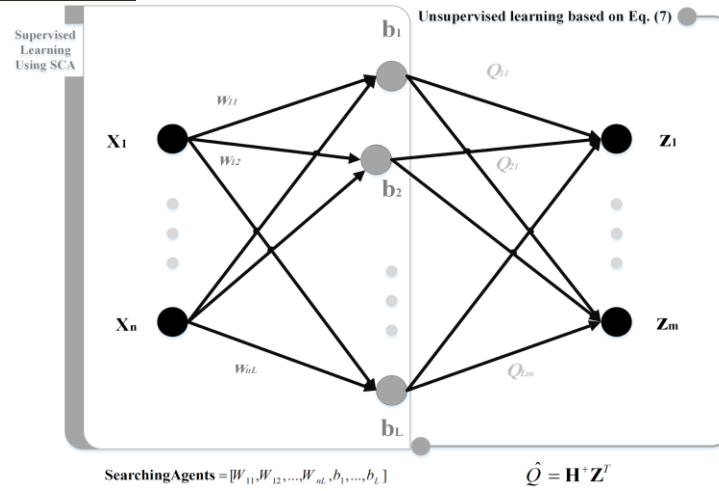 Unsupervised learning based on Eq. (7)
Supervised
Learning
Using SCA
b1
Q11
W11
X1
Z1
W12
Q21
b2
Xn
Zm
WnL
QLm
bL
SearchingAgents = [W11,W12,...,WnL,b1,...,bL]
Q̂ = H⁺Zᵀ